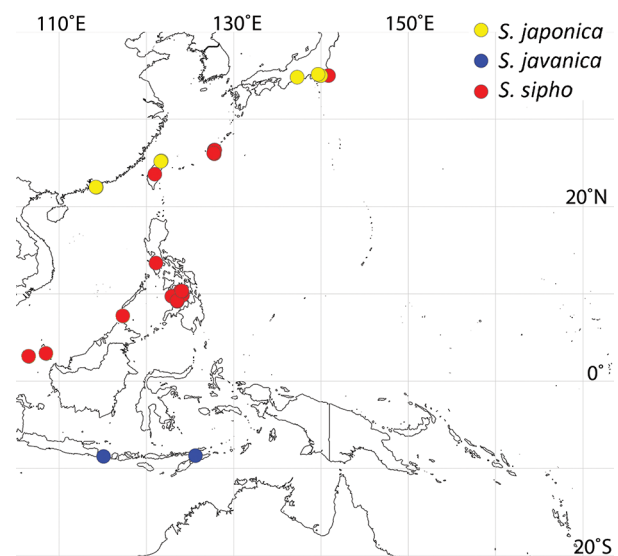 110˚E 130˚E 150˚E
S. japonica
S. javanica
S. sipho
20˚N
0˚
20˚S